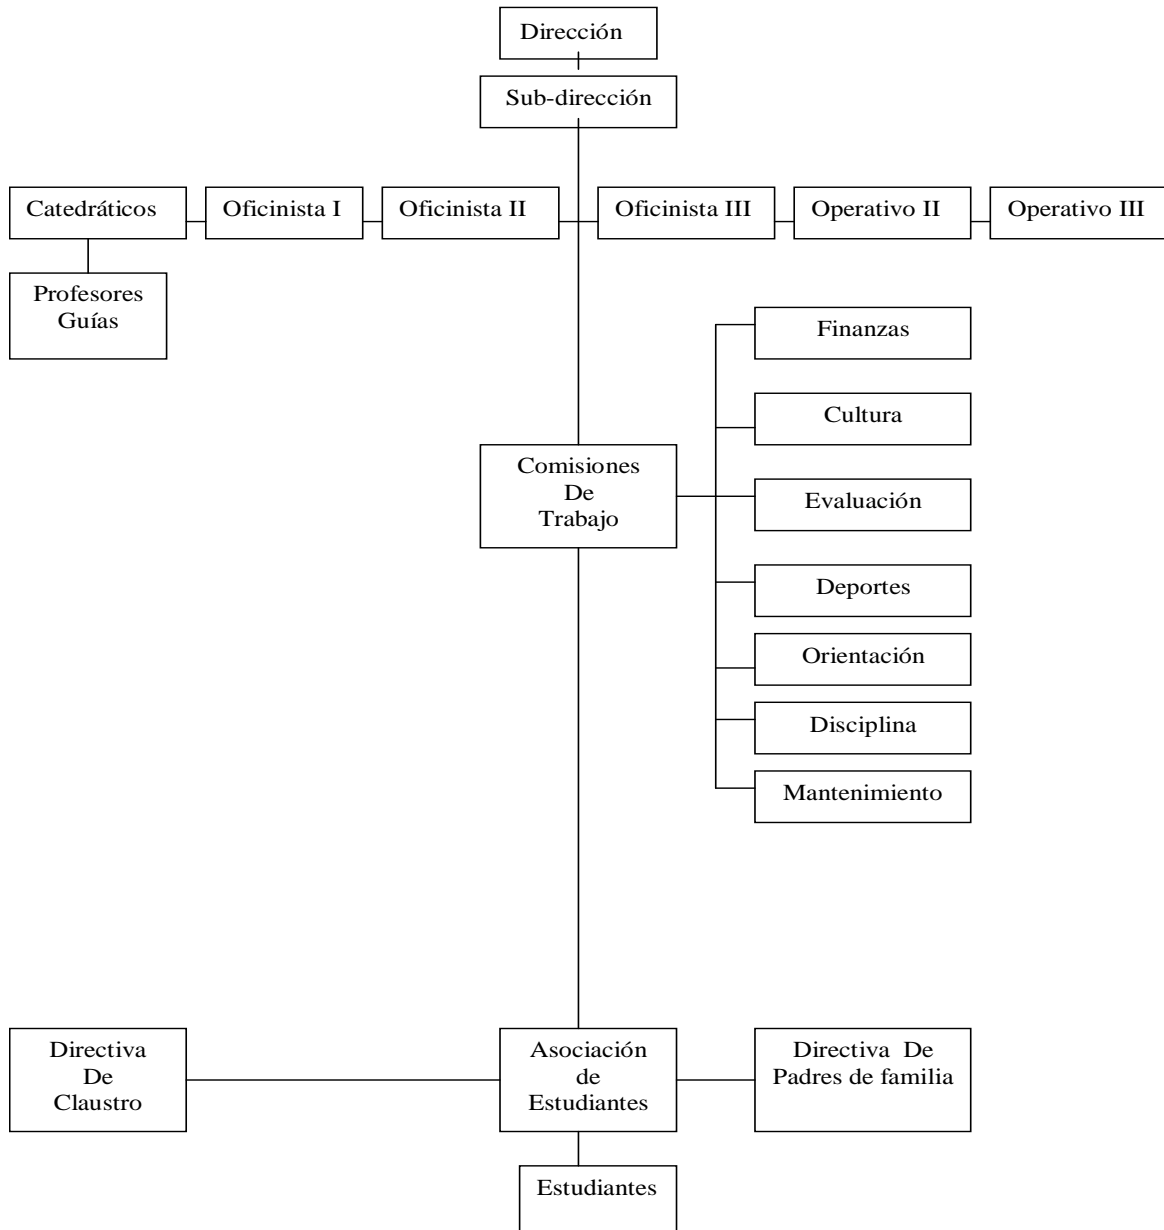 Dirección
Sub-dirección
Catedráticos
Oficinista I
Oficinista II
Oficinista III
Operativo II
Operativo III
Profesores
Guías
Finanzas
Cultura
Comisiones
De
Trabajo
Evaluación
Deportes
Orientación
Disciplina
Mantenimiento
Directiva
De
Claustro
Asociación
de
Estudiantes
Directiva De
Padres de familia
Estudiantes